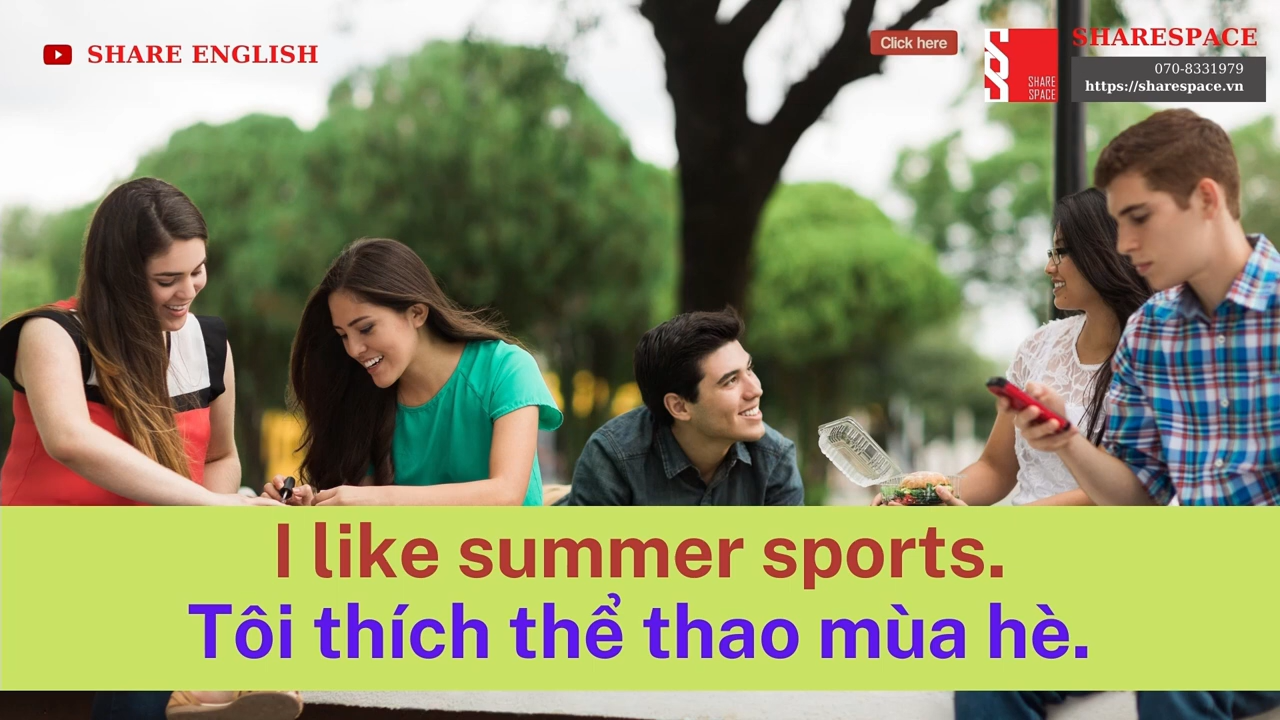 SHARE ENGLISH
Click here
SHARE
SPACE
SHARESPACE
070-8331979
https://sharespace.vn
I like summer sports.
Tôi thích thể thao mùa hè.